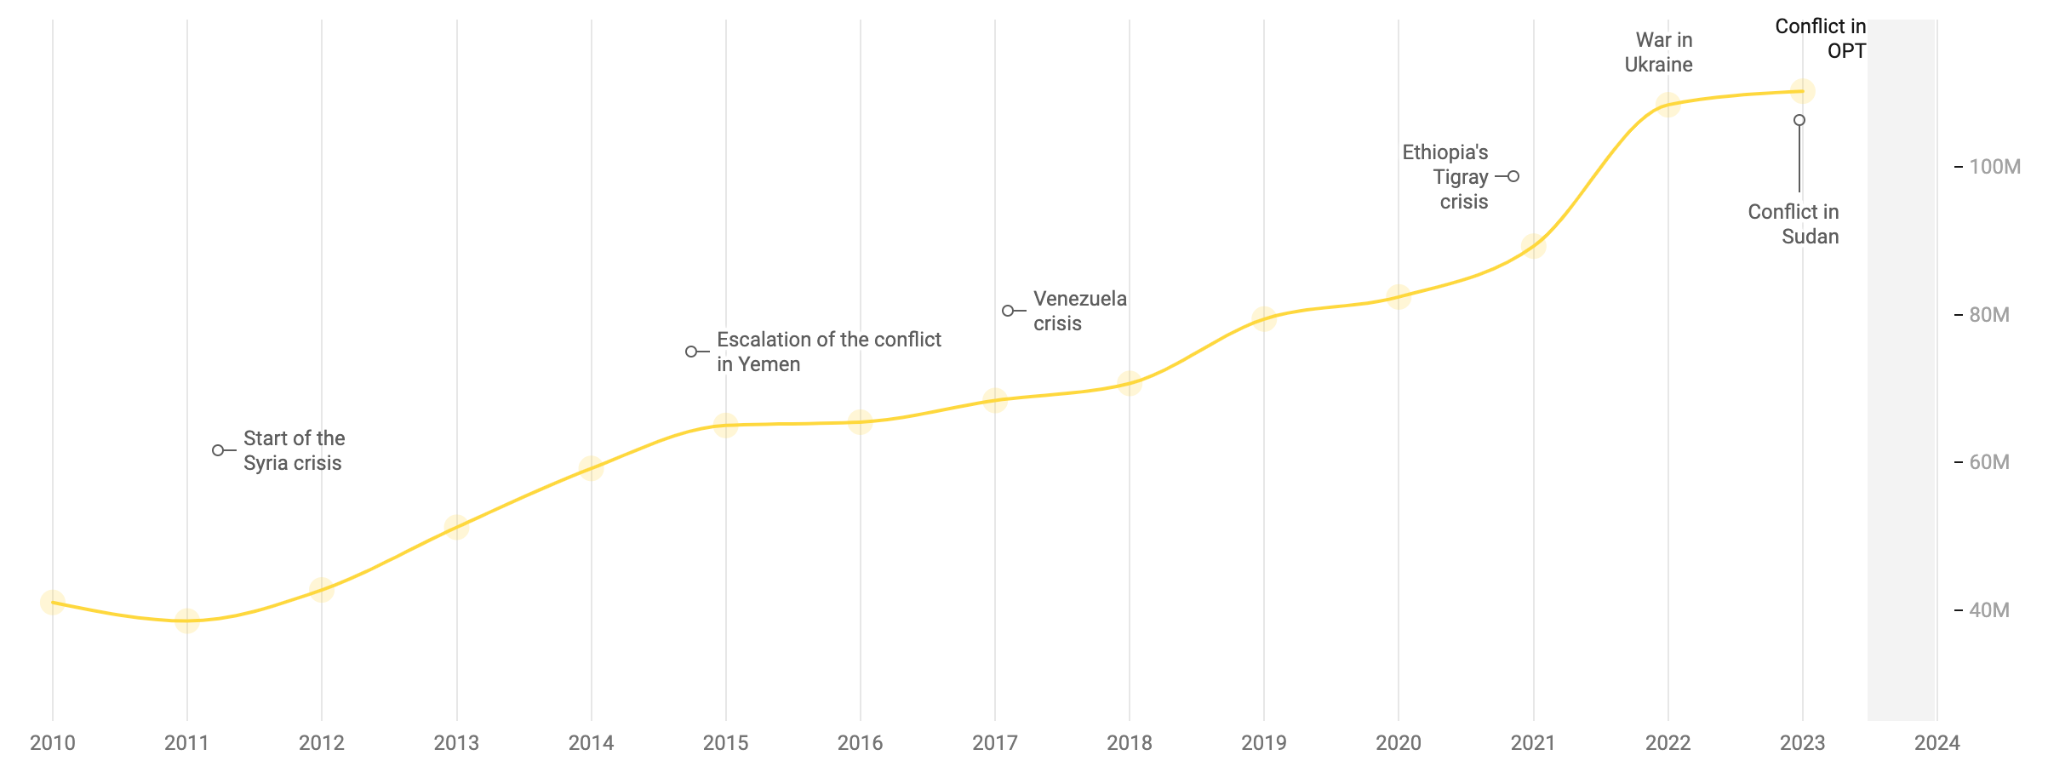 Conflict in
OPT
War in
Ukraine
Ethiopia's
Tigray
crisis
100M
Conflict in
Sudan
Venezuela
crisis
80M
Escalation of the conflict
in Yemen
Start of the
Syria crisis
60M
40M
2010 2011 2012 2013 2014 2015 2016 2017 2018 2019 2020 2021 2022 2023 2024